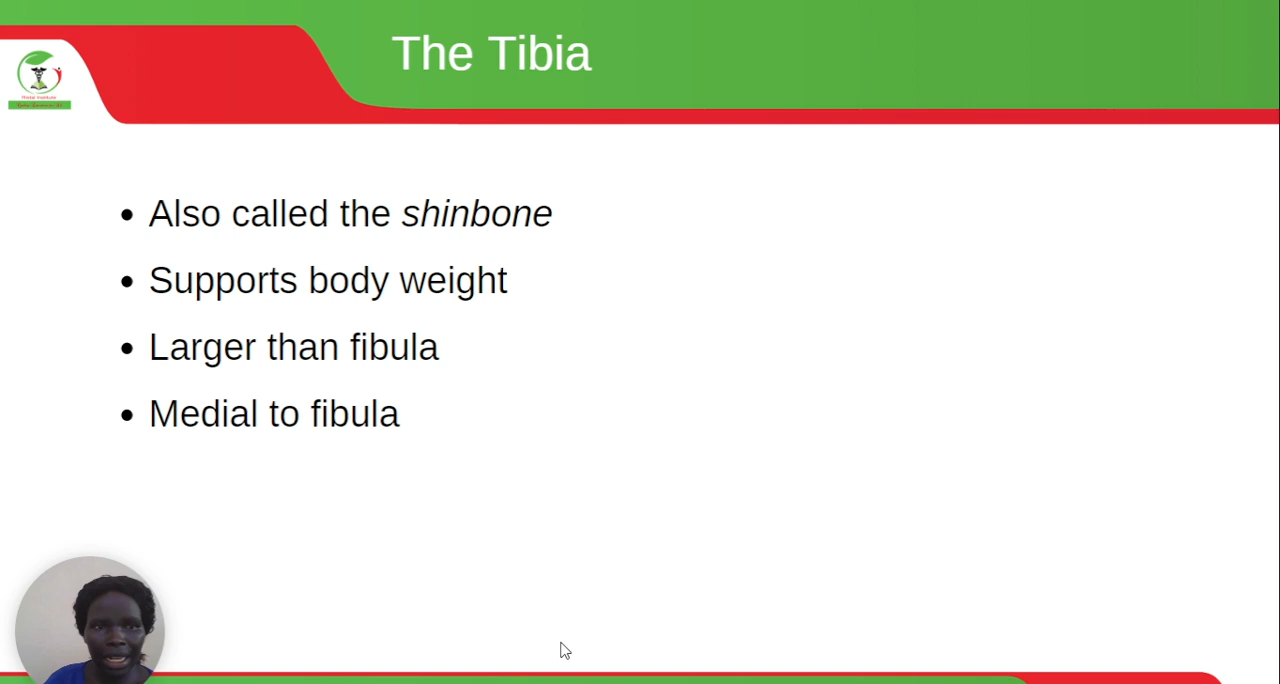 The Tibia
• Also called the shinbone
• Supports body weight
• Larger than fibula
• Medial to fibula